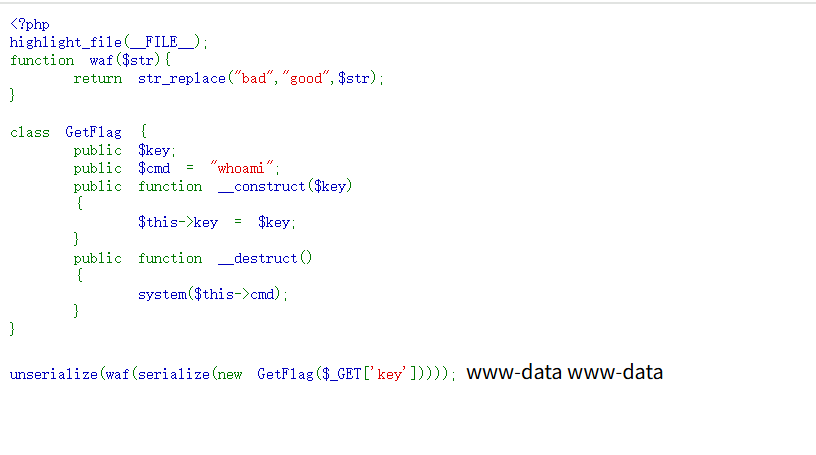 <?php
highlight_file(__FILE__);
function waf($str){
        return str_replace("bad","good",$str);
}

class GetFlag {
        public $key;
        public $cmd = "whoami";
        public function __construct($key)
        {
                $this->key = $key;
        }
        public function __destruct()
        {
                system($this->cmd);
        }
}

unserialize(waf(serialize(new GetFlag($_GET['key'])))); www-data www-data